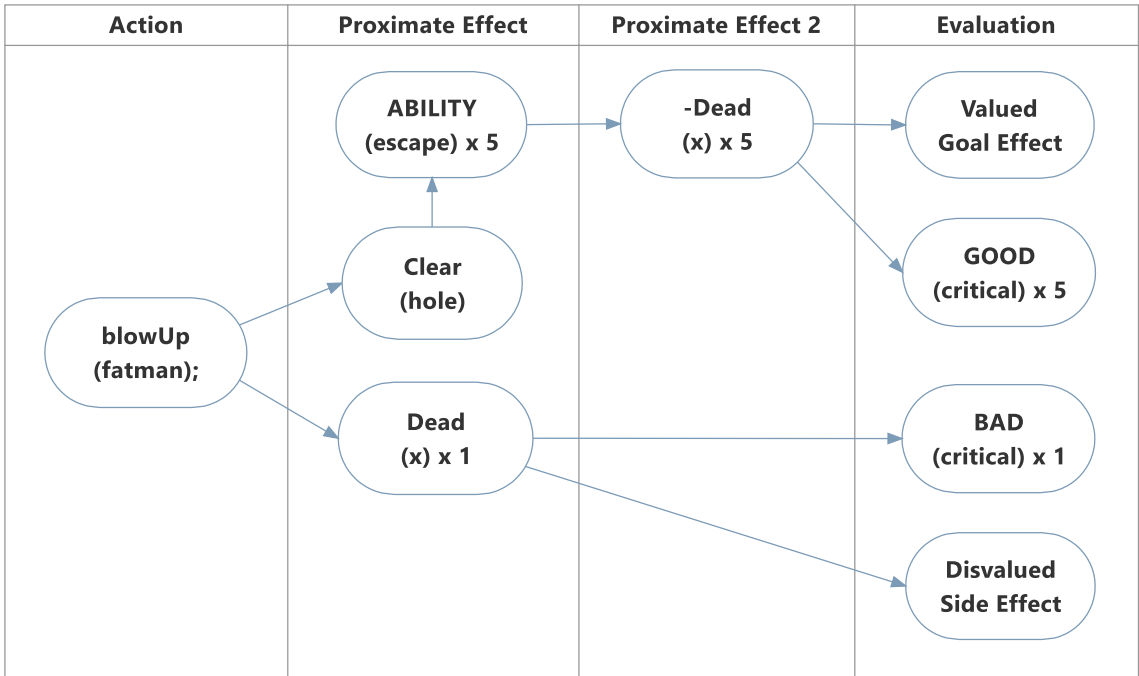 Action
Proximate Effect
Proximate Effect 2
Evaluation
ABILITY
(escape) x 5
-Dead
(x) x 5
Valued
Goal Effect
Clear
(hole)
GOOD
(critical) x 5
blowUp
(fatman);
Dead
(x) x 1
BAD
(critical) x 1
Disvalued
Side Effect